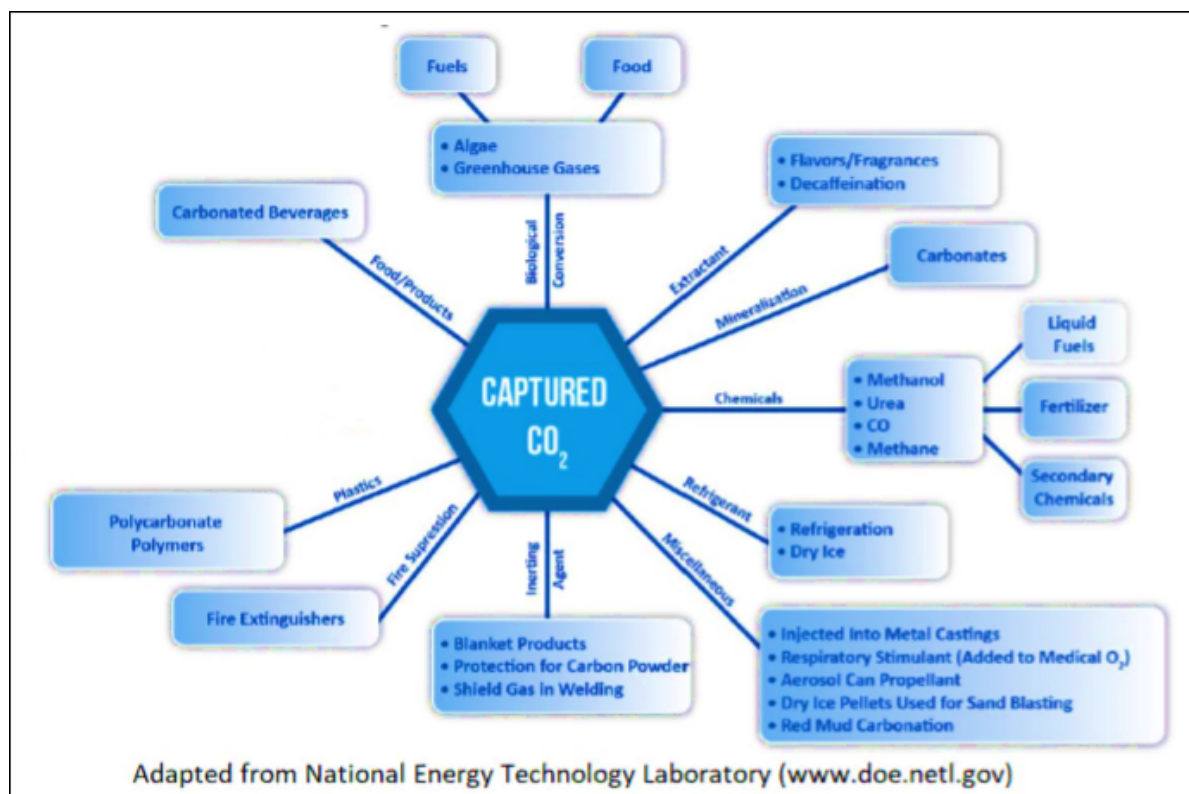 Fuels
Food
• Algae
• Greenhouse Gases
• Flavors/Fragrances
• Decaffeination
Carbonated Beverages
Biological
Conversion
Food/Products
Extractant
Mineralization
Carbonates
CAPTURED
CO₂
Chemicals
• Methanol
• Urea
• CO
• Methane
Liquid
Fuels
Fertilizer
Secondary
Chemicals
Plastics
Polycarbonate
Polymers
Fire Supression
Fire Extinguishers
Inerting
Agent
• Blanket Products
• Protection for Carbon Powder
• Shield Gas in Welding
Refrigerant
• Refrigeration
• Dry Ice
Miscellaneous
• Injected Into Metal Castings
• Respiratory Stimulant (Added to Medical O₂)
• Aerosol Can Propellant
• Dry Ice Pellets Used for Sand Blasting
• Red Mud Carbonation
Adapted from National Energy Technology Laboratory (www.doe.netl.gov)